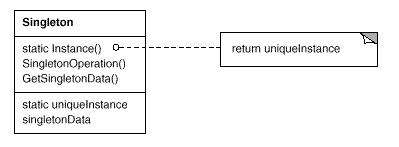 Singleton
static Instance()
SingletonOperation()
GetSingletonData()
static uniqueInstance
singletonData
return uniqueInstance